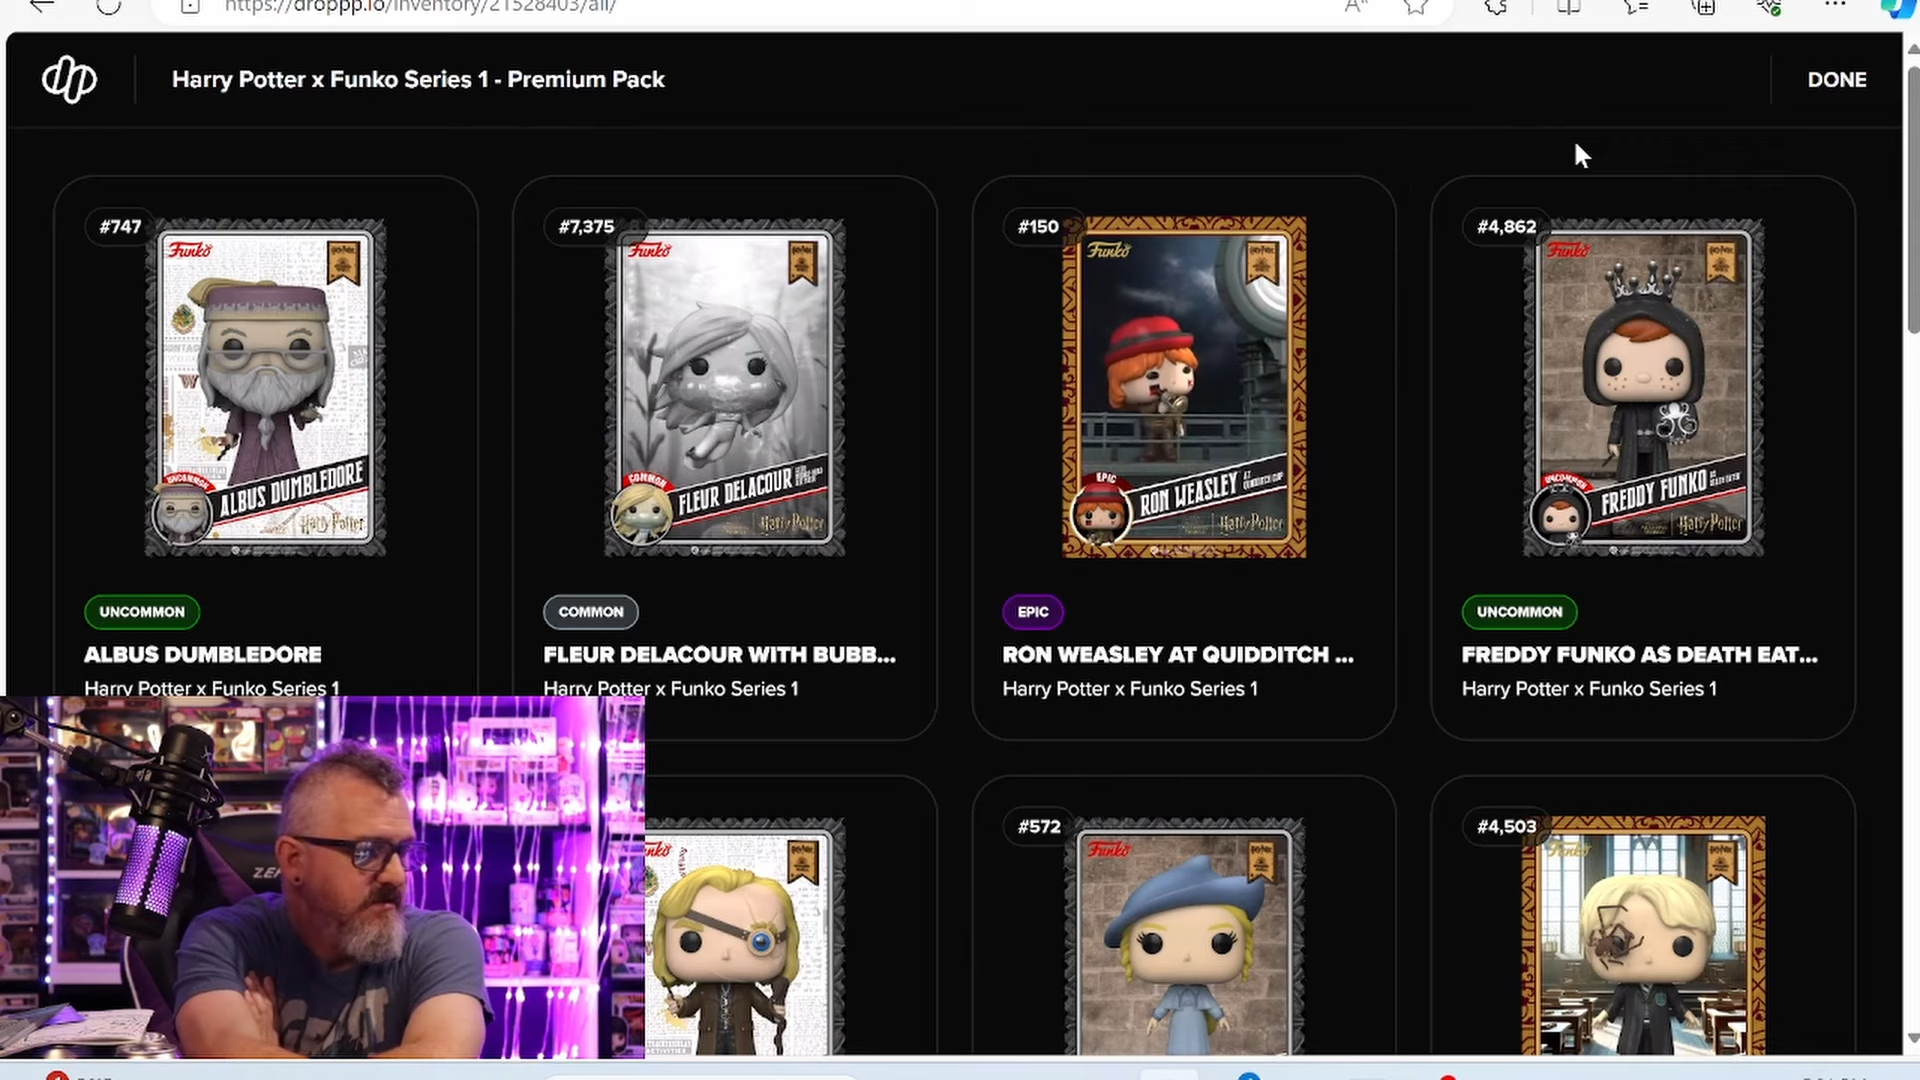 https://droppp.io/inventory/21528403/all/
Harry Potter x Funko Series 1 - Premium Pack
DONE
#747
Funko
UNCOMMON
ALBUS DUMBLEDORE
Harry Potter
UNCOMMON
ALBUS DUMBLEDORE
Harry Potter x Funko Series 1
#7,375
Funko
COMMON
FLEUR DELACOUR
Harry Potter
COMMON
FLEUR DELACOUR WITH BUBB...
Harry Potter x Funko Series 1
#150
Funko
EPIC
RON WEASLEY AT
Harry Potter
EPIC
RON WEASLEY AT QUIDDITCH ...
Harry Potter x Funko Series 1
#4,862
Funko
UNCOMMON
FREDDY FUNKO
Harry Potter
UNCOMMON
FREDDY FUNKO AS DEATH EAT...
Harry Potter x Funko Series 1
#572
Funko
#4,503
Funko